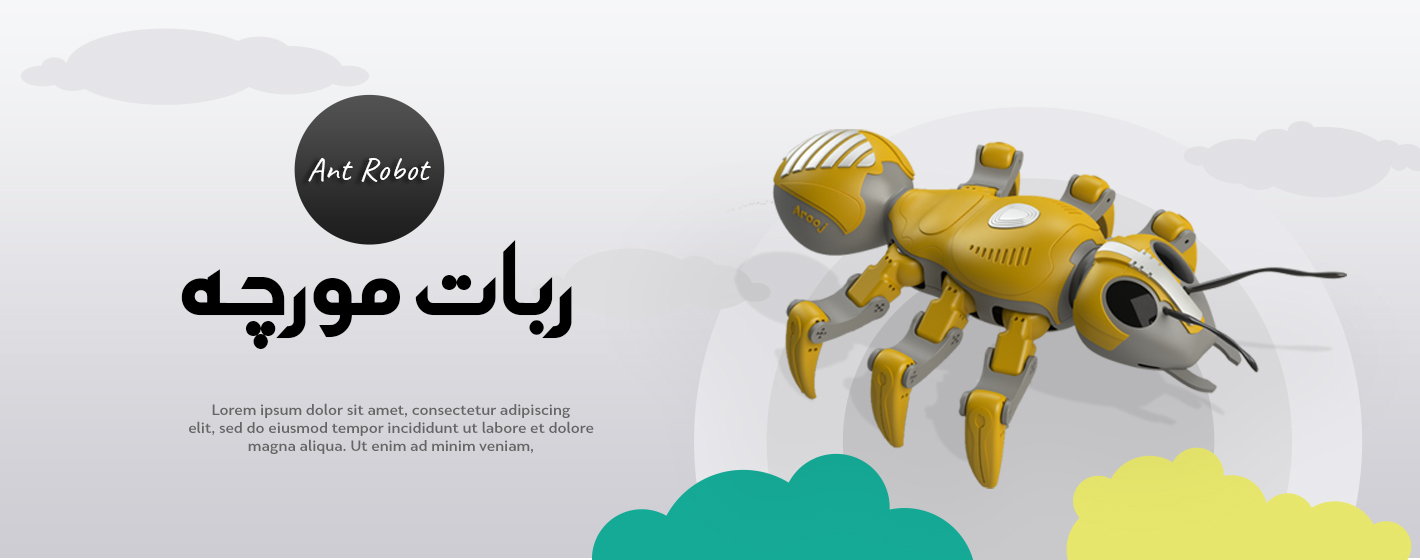 Ant Robot
ربات مورچه
Lorem ipsum dolor sit amet, consectetur adipiscing
elit, sed do eiusmod tempor incididunt ut labore et dolore
magna aliqua. Ut enim ad minim veniam,
Arooj